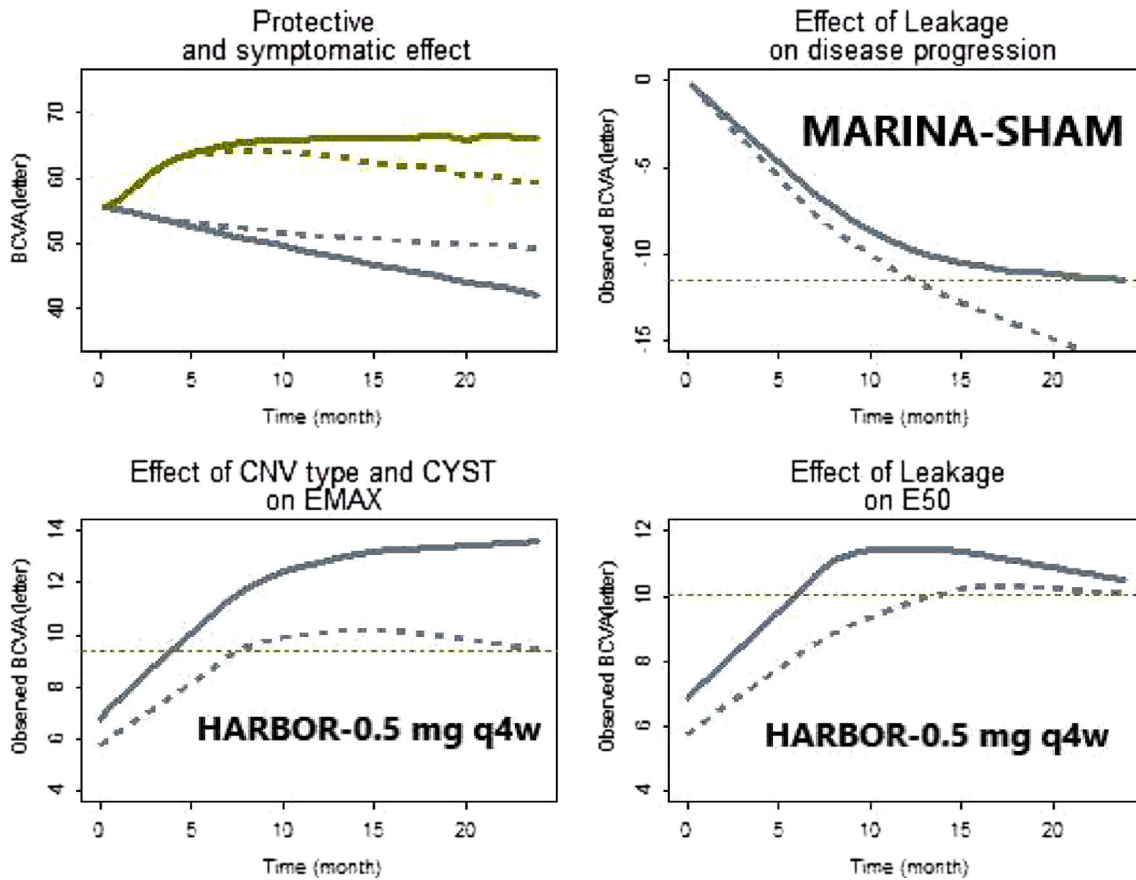 Protective
and symptomatic effect
BCVA(letter)
70
60
50
40
0 5 10 15 20
Time (month)
Effect of Leakage
on disease progression
MARINA-SHAM
Observed BCVA(letter)
0
-5
-10
-15
0 5 10 15 20
Time (month)
Effect of CNV type and CYST
on EMAX
Observed BCVA(letter)
14
12
10
8
6
4
HARBOR-0.5 mg q4w
0 5 10 15 20
Time (month)
Effect of Leakage
on E50
Observed BCVA(letter)
12
10
8
6
4
HARBOR-0.5 mg q4w
0 5 10 15 20
Time (month)